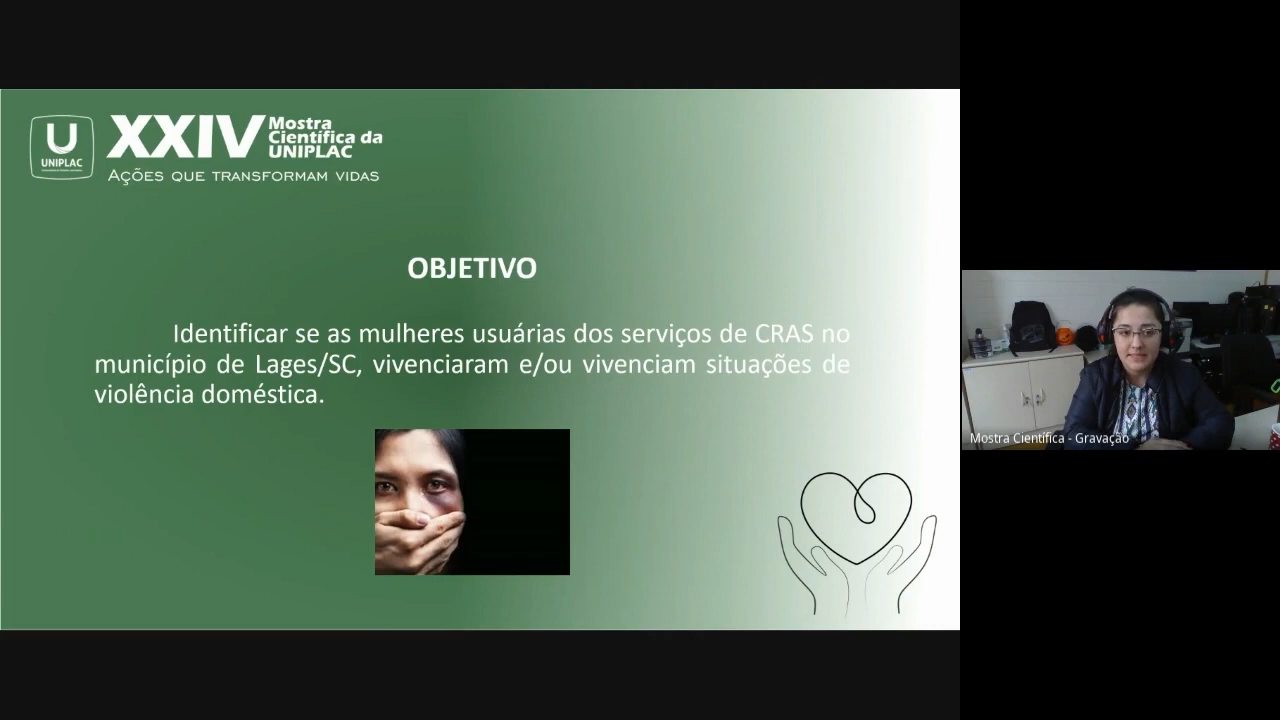 U
UNIPLAC
XXIV
Mostra
Científica da
UNIPLAC
AÇÕES QUE TRANSFORMAM VIDAS
OBJETIVO
Identificar se as mulheres usuárias dos serviços de CRAS no
município de Lages/SC, vivenciaram e/ou vivenciam situações de
violência doméstica.
Mostra Científica - Gravação